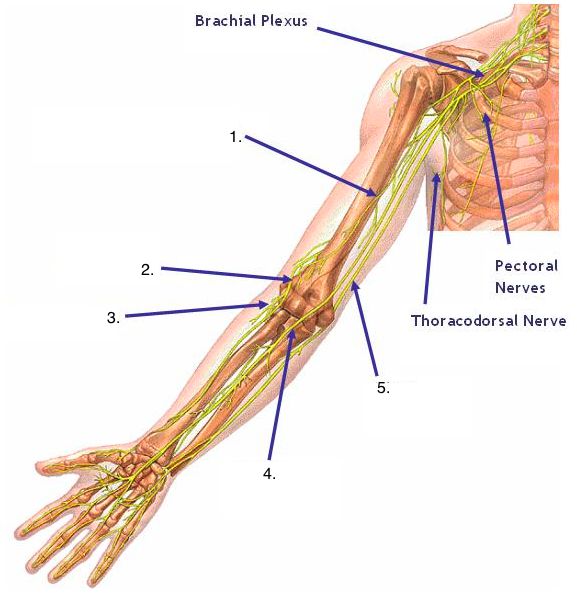 Brachial Plexus
1.
2.
Pectoral
Nerves
3.
Thoracodorsal Nerve
5.
4.